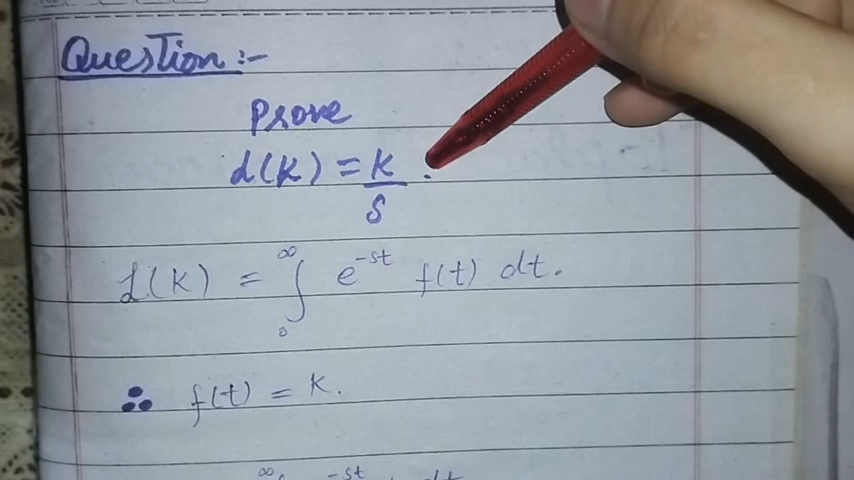 Question :-
Prove
L(K) = K/S .
L(K) = ∫₀^∞ e^-st f(t) dt.
∴ f(t) = K.